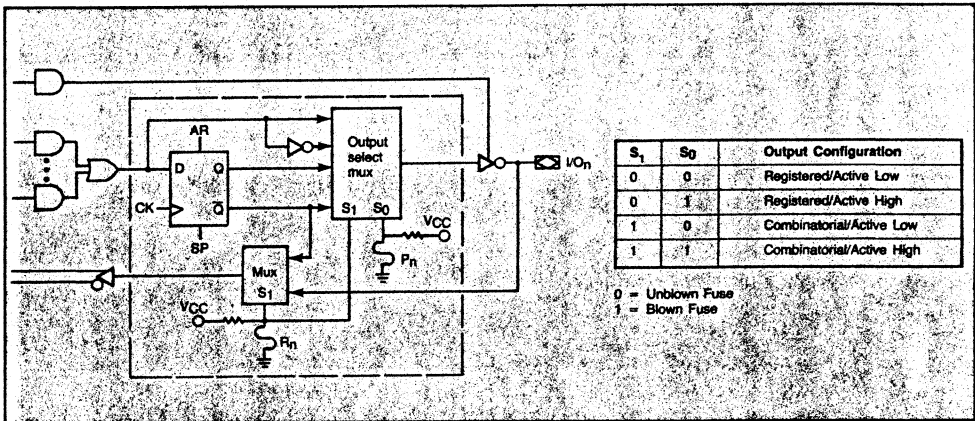 AR
D Q
CK
Q
SP
Output
select
mux
S1 S0
VCC
Pn
Mux
S1
VCC
Rn
I/On
S1 S0 Output Configuration
0 0 Registered/Active Low
0 1 Registered/Active High
1 0 Combinatorial/Active Low
1 1 Combinatorial/Active High
0 = Unblown Fuse
1 = Blown Fuse